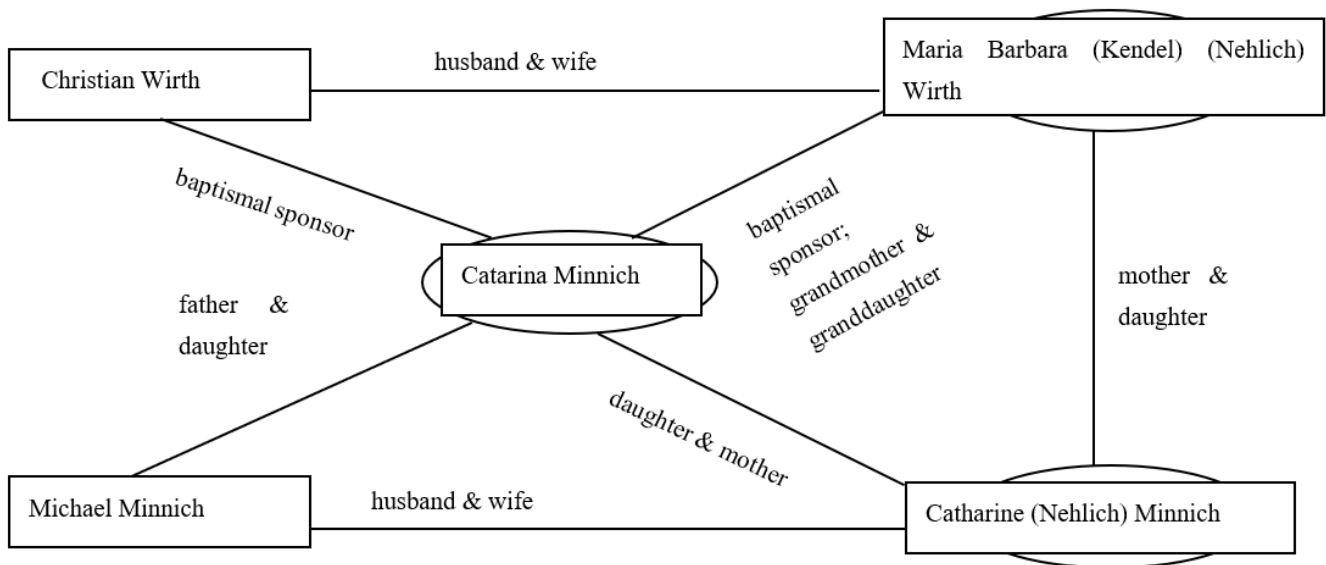 Christian Wirth
husband & wife
Maria Barbara (Kendel) (Nehlich)
Wirth
baptismal sponsor
baptismal
sponsor;
grandmother &
granddaughter
Catarina Minnich
father &
daughter
mother &
daughter
daughter & mother
Michael Minnich
husband & wife
Catharine (Nehlich) Minnich